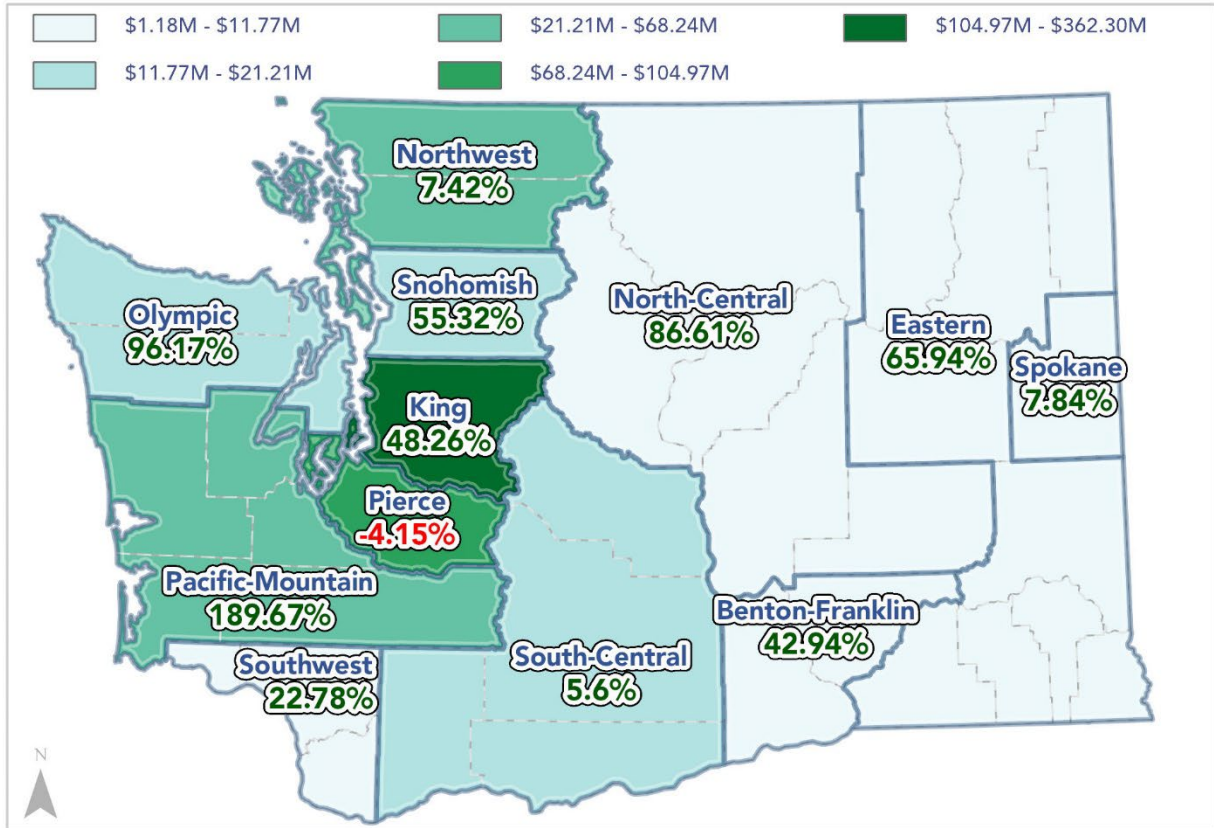 $1.18M - $11.77M
$21.21M - $68.24M
$104.97M - $362.30M
$11.77M - $21.21M
$68.24M - $104.97M
Northwest
7.42%
Snohomish
55.32%
Olympic
96.17%
North-Central
86.61%
Eastern
65.94%
Spokane
7.84%
King
48.26%
Pierce
-4.15%
Pacific-Mountain
189.67%
Benton-Franklin
42.94%
Southwest
22.78%
South-Central
5.6%
N